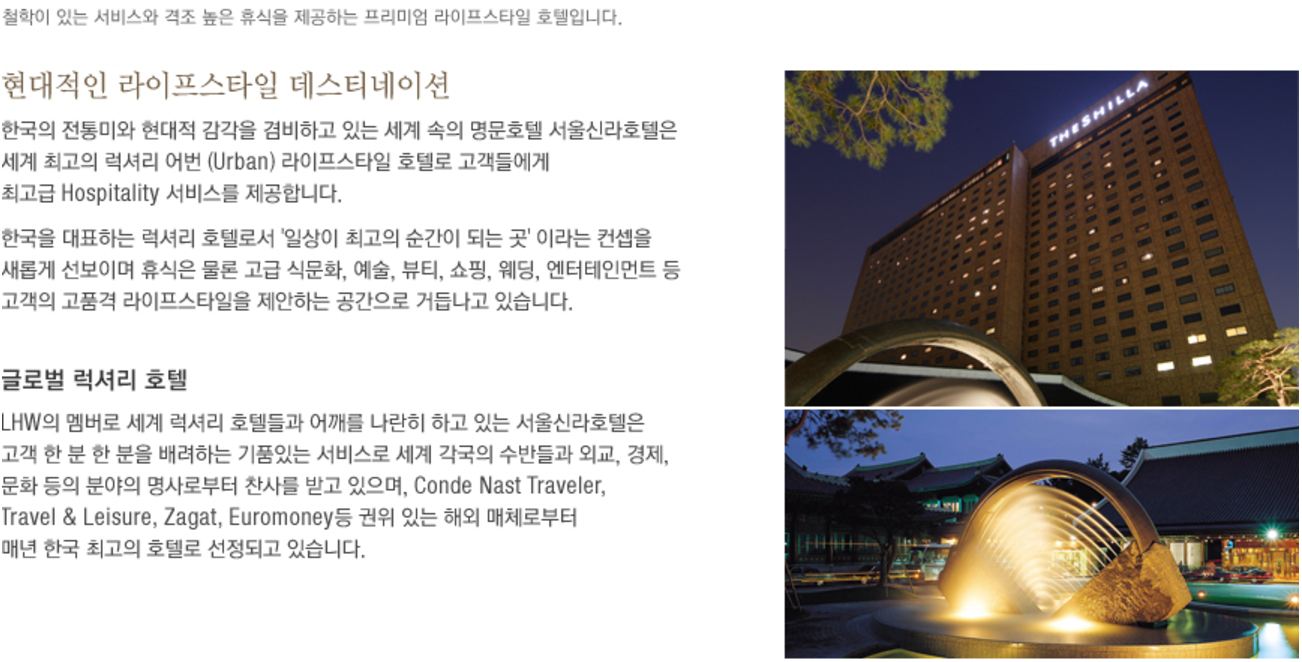 철학이 있는 서비스와 격조 높은 휴식을 제공하는 프리미엄 라이프스타일 호텔입니다.
현대적인 라이프스타일 데스티네이션
한국의 전통미와 현대적 감각을 겸비하고 있는 세계 속의 명문호텔 서울신라호텔은
세계 최고의 럭셔리 어번 (Urban) 라이프스타일 호텔로 고객들에게
최고급 Hospitality 서비스를 제공합니다.
한국을 대표하는 럭셔리 호텔로서 '일상이 최고의 순간이 되는 곳' 이라는 컨셉을
새롭게 선보이며 휴식은 물론 고급 식문화, 예술, 뷰티, 쇼핑, 웨딩, 엔터테인먼트 등
고객의 고품격 라이프스타일을 제안하는 공간으로 거듭나고 있습니다.
글로벌 럭셔리 호텔
LHW의 멤버로 세계 럭셔리 호텔들과 어깨를 나란히 하고 있는 서울신라호텔은
고객 한 분 한 분을 배려하는 기품있는 서비스로 세계 각국의 수반들과 외교, 경제,
문화 등의 분야의 명사로부터 찬사를 받고 있으며, Conde Nast Traveler,
Travel & Leisure, Zagat, Euromoney등 권위 있는 해외 매체로부터
매년 한국 최고의 호텔로 선정되고 있습니다.
THE SHILLA